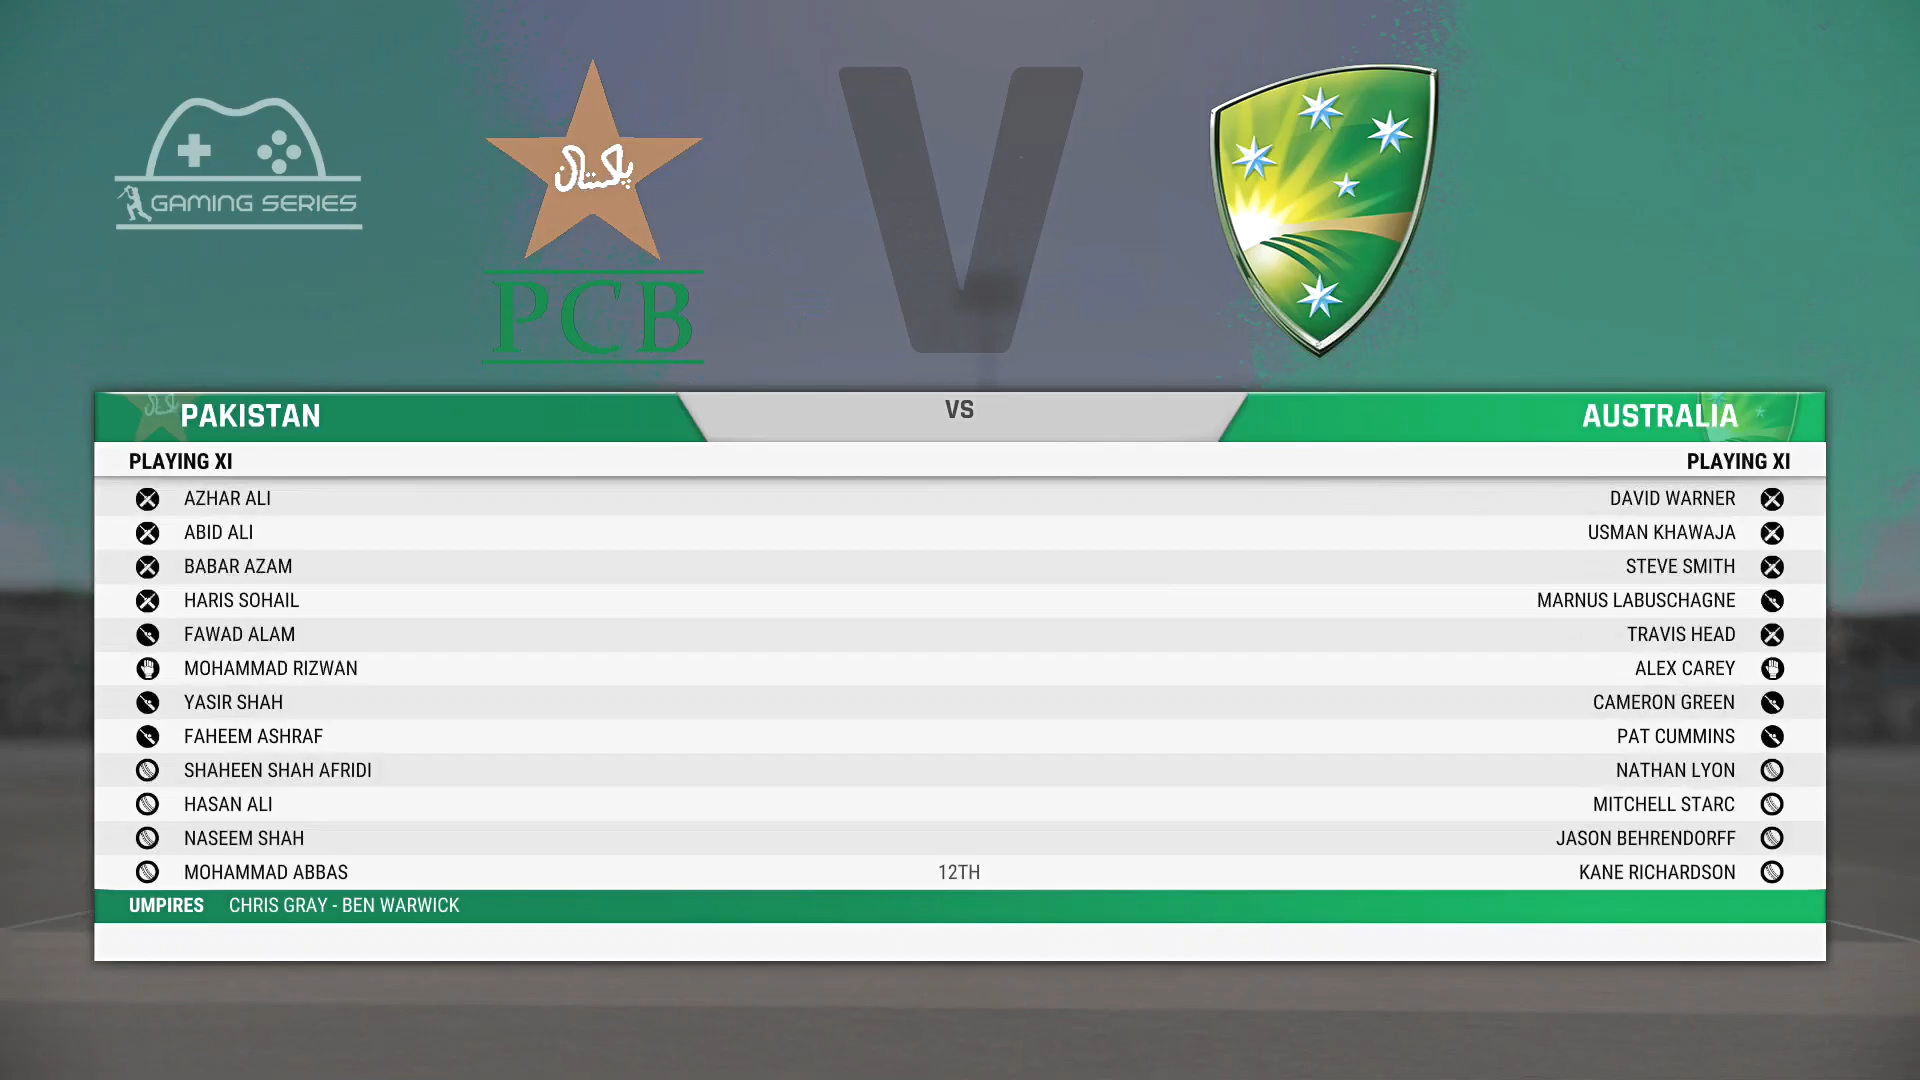 GAMING SERIES
پاکستان
PCB
V
PAKISTAN VS AUSTRALIA
PLAYING XI PLAYING XI
AZHAR ALI DAVID WARNER
ABID ALI USMAN KHAWAJA
BABAR AZAM STEVE SMITH
HARIS SOHAIL MARNUS LABUSCHAGNE
FAWAD ALAM TRAVIS HEAD
MOHAMMAD RIZWAN ALEX CAREY
YASIR SHAH CAMERON GREEN
FAHEEM ASHRAF PAT CUMMINS
SHAHEEN SHAH AFRIDI NATHAN LYON
HASAN ALI MITCHELL STARC
NASEEM SHAH JASON BEHRENDORFF
MOHAMMAD ABBAS 12TH KANE RICHARDSON
UMPIRES CHRIS GRAY - BEN WARWICK